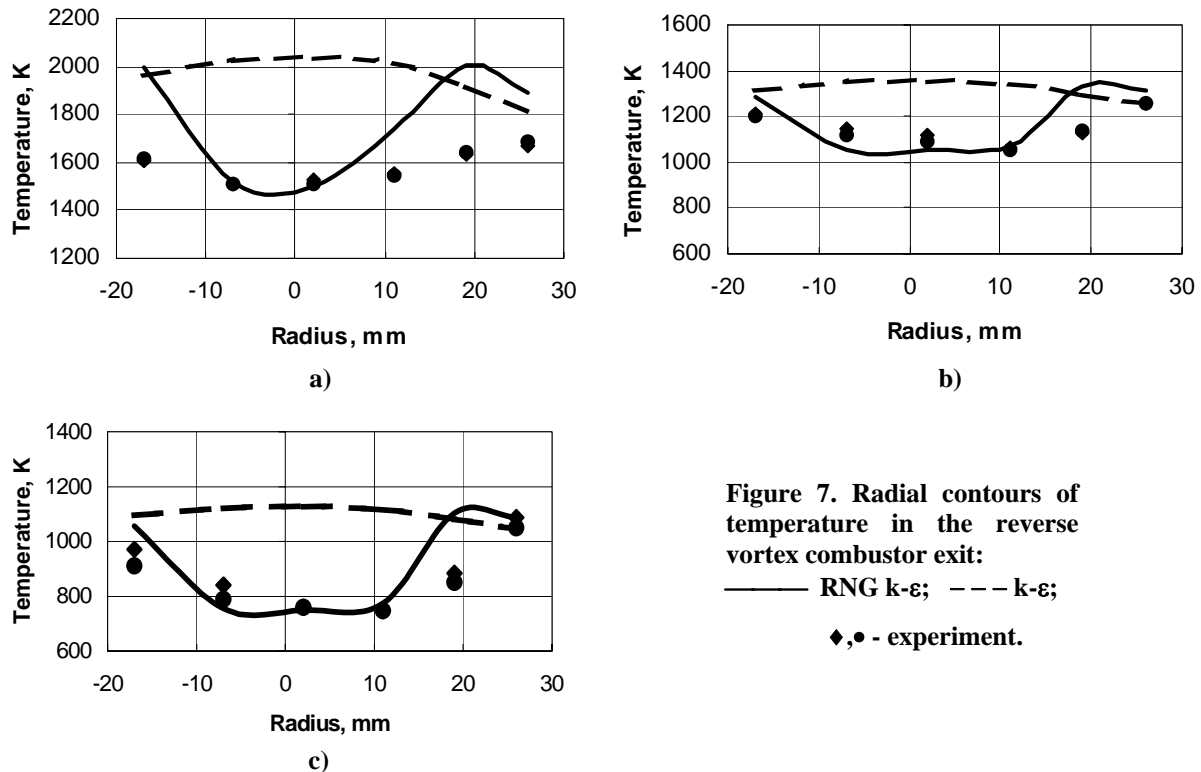 2200
2000
1800
1600
1400
1200
Temperature, K
-20 -10 0 10 20 30
Radius, mm
a)
1600
1400
1200
1000
800
600
Temperature, K
-20 -10 0 10 20 30
Radius, mm
b)
1400
1200
1000
800
600
Temperature, K
-20 -10 0 10 20 30
Radius, mm
c)
Figure 7. Radial contours of
temperature in the reverse
vortex combustor exit:
RNG k-ε; k-ε;
♦,● - experiment.